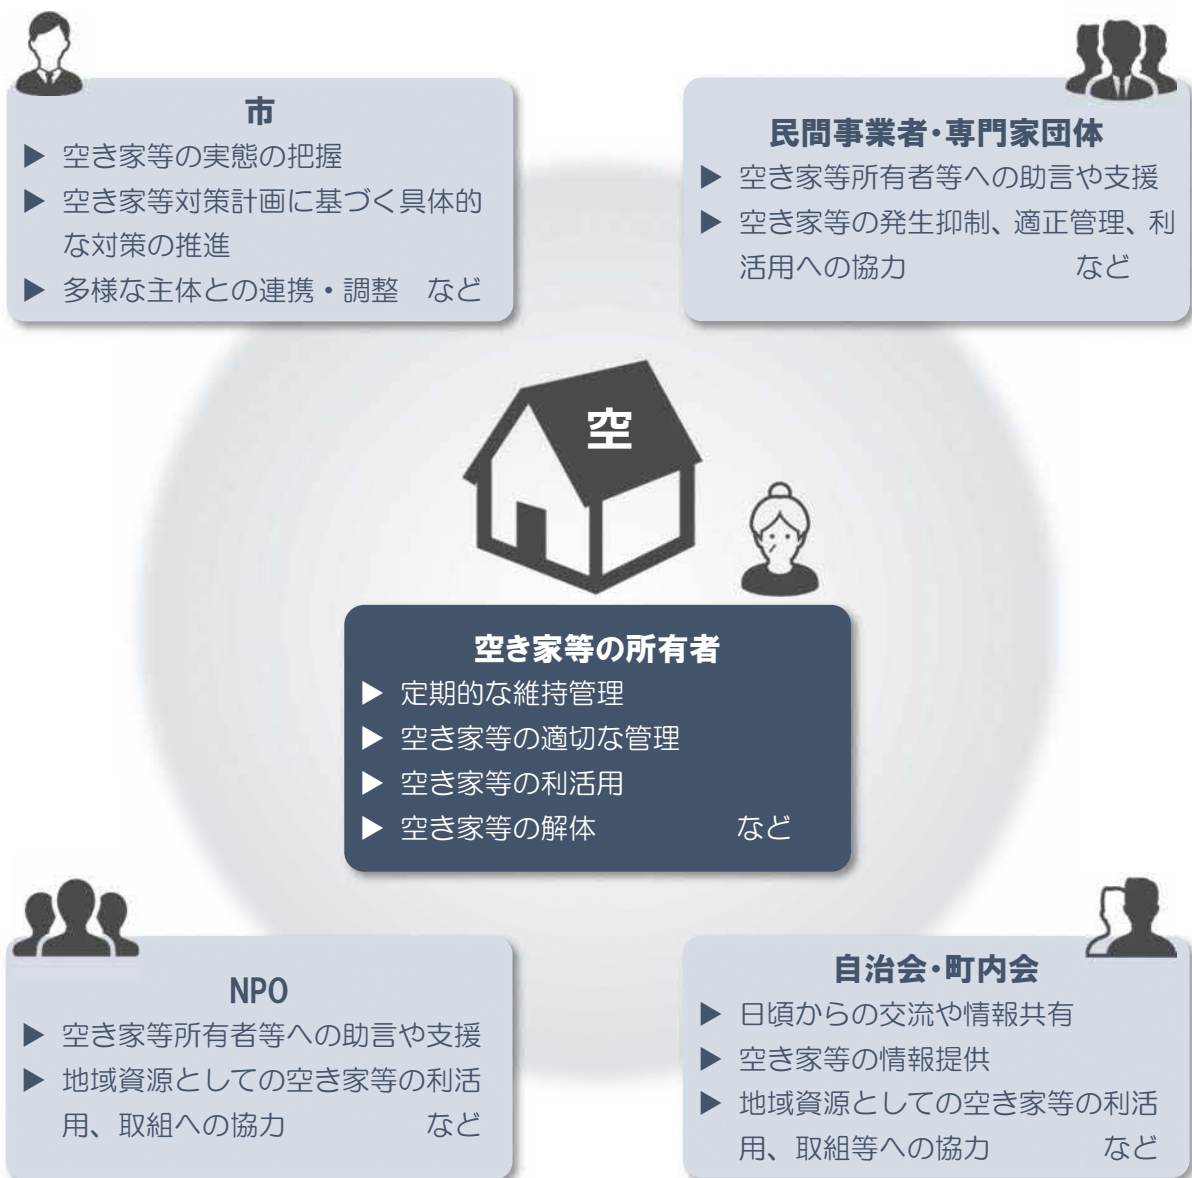 市
▶ 空き家等の実態の把握
▶ 空き家等対策計画に基づく具体的
な対策の推進
▶ 多様な主体との連携・調整　など
民間事業者・専門家団体
▶ 空き家等所有者等への助言や支援
▶ 空き家等の発生抑制、適正管理、利
活用への協力　など
空
空き家等の所有者
▶ 定期的な維持管理
▶ 空き家等の適切な管理
▶ 空き家等の利活用
▶ 空き家等の解体　など
NPO
▶ 空き家等所有者等への助言や支援
▶ 地域資源としての空き家等の利活
用、取組への協力　など
自治会・町内会
▶ 日頃からの交流や情報共有
▶ 空き家等の情報提供
▶ 地域資源としての空き家等の利活
用、取組等への協力　など